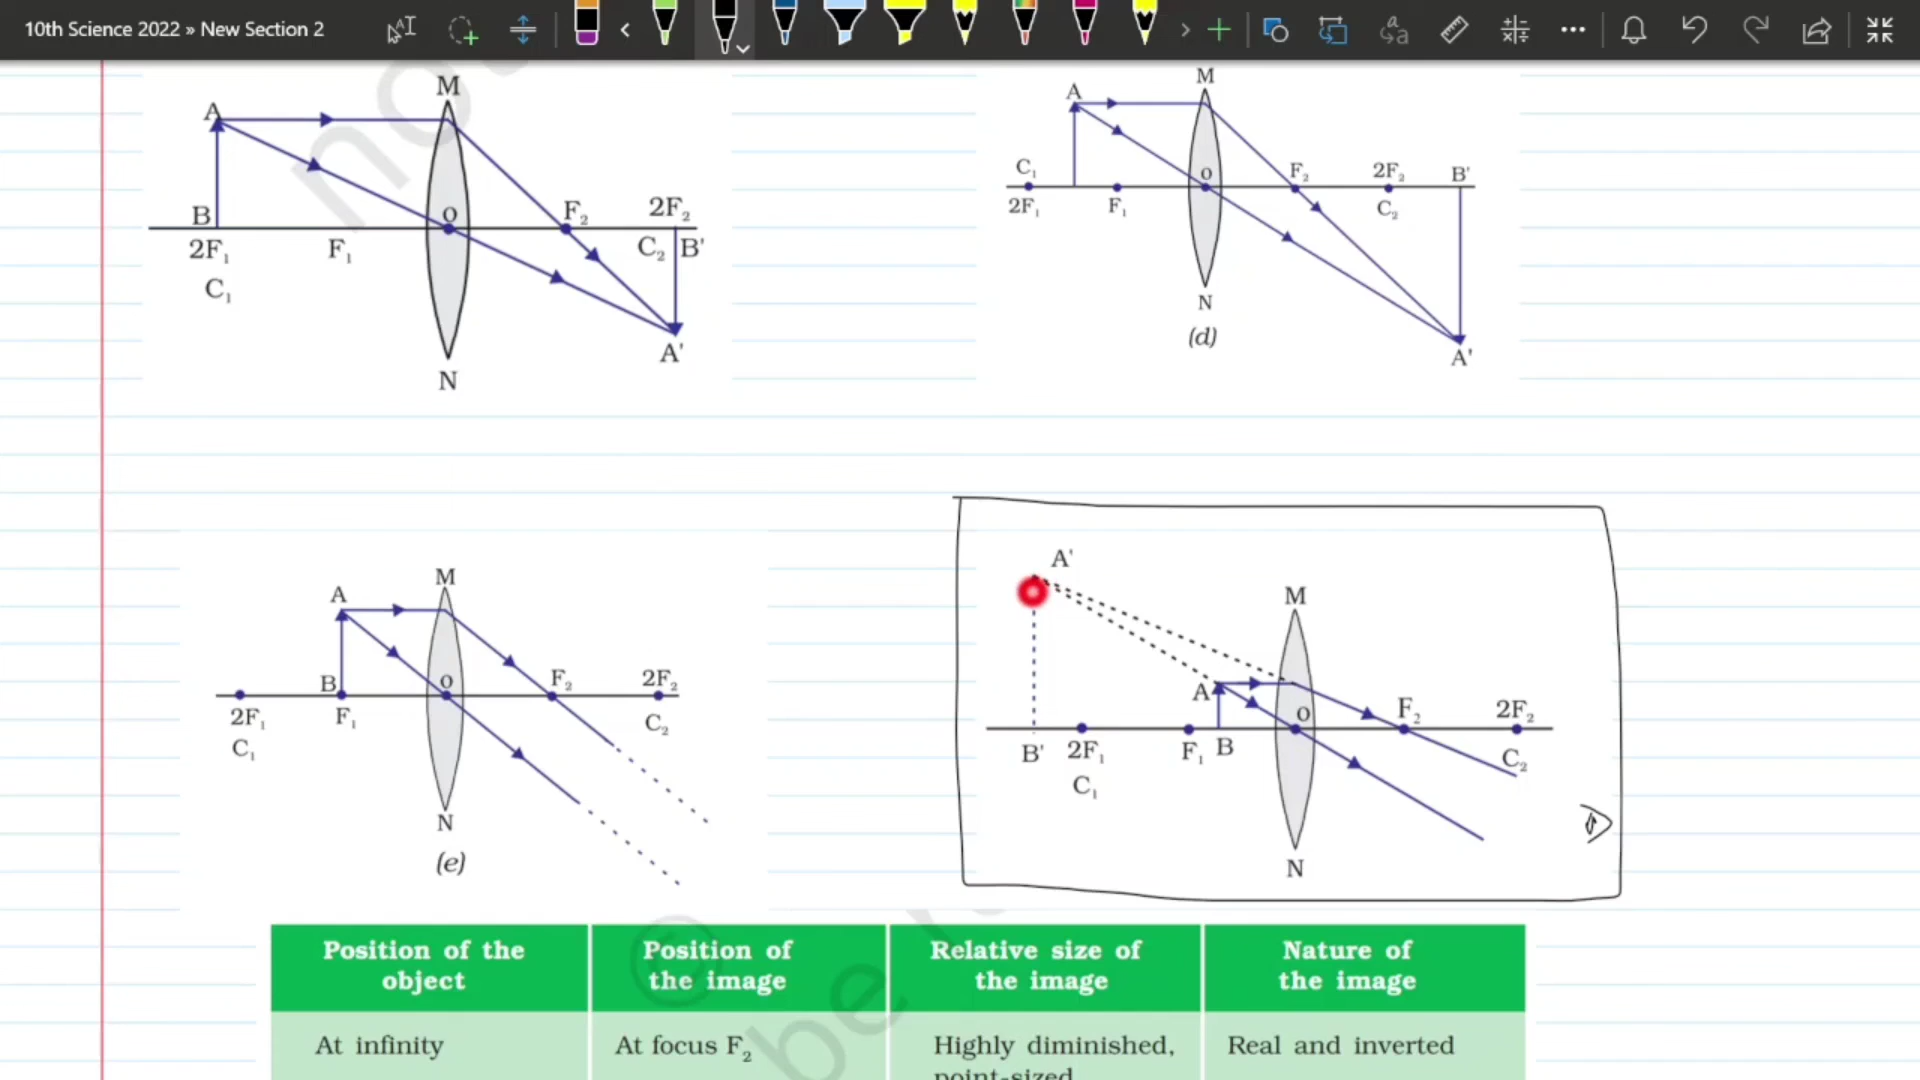 10th Science 2022 » New Section 2
M
A
O
B
F₂
2F₂
2F₁
F₁
C₂
B'
C₁
A'
N
M
A
C₁
O
F₂
2F₂
B'
2F₁
F₁
C₂
N
A'
(d)
M
A
B
O
F₂
2F₂
2F₁
F₁
C₂
C₁
N
(e)
A'
M
A
O
F₂
2F₂
B'
2F₁
F₁
B
C₂
C₁
N
Position of the object
Position of the image
Relative size of the image
Nature of the image
At infinity
At focus F₂
Highly diminished,
point-sized
Real and inverted